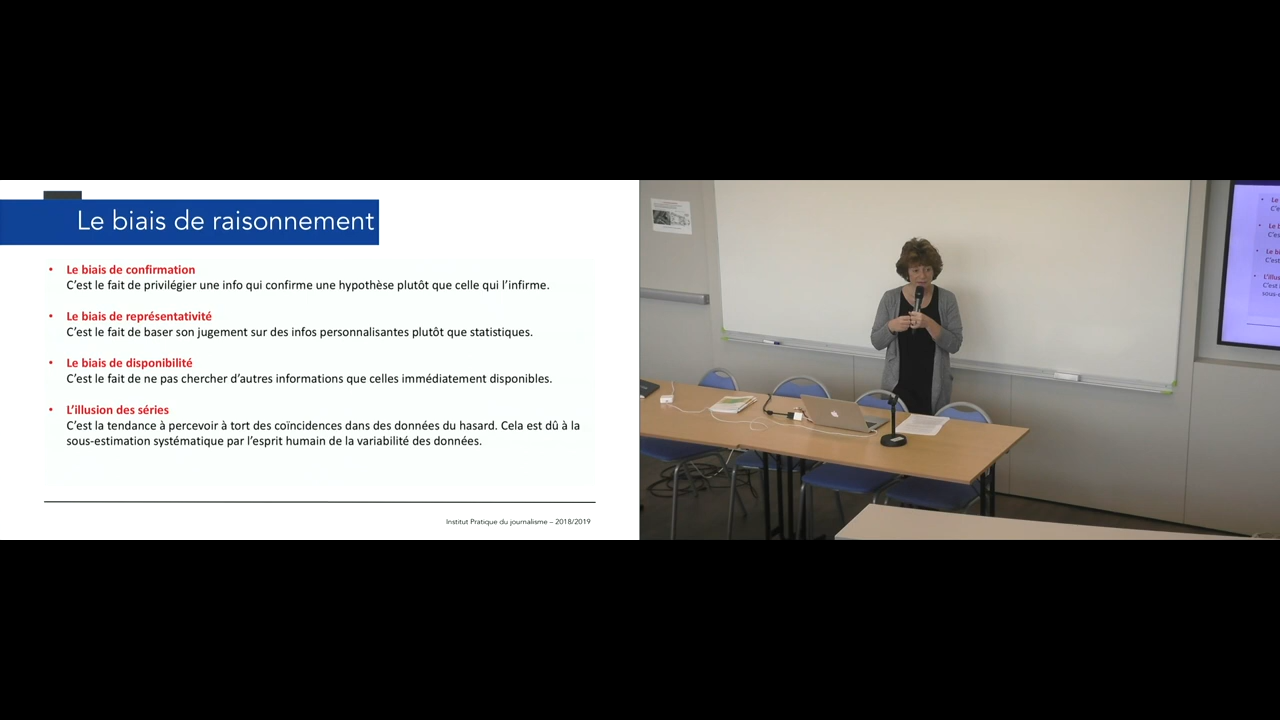 Le biais de raisonnement
• Le biais de confirmation
C'est le fait de privilégier une info qui confirme une hypothèse plutôt que celle qui l'infirme.
• Le biais de représentativité
C'est le fait de baser son jugement sur des infos personnalisantes plutôt que statistiques.
• Le biais de disponibilité
C'est le fait de ne pas chercher d'autres informations que celles immédiatement disponibles.
• L'illusion des séries
C'est la tendance à percevoir à tort des coïncidences dans des données du hasard. Cela est dû à la
sous-estimation systématique par l'esprit humain de la variabilité des données.
Institut Pratique du journalisme – 2018/2019